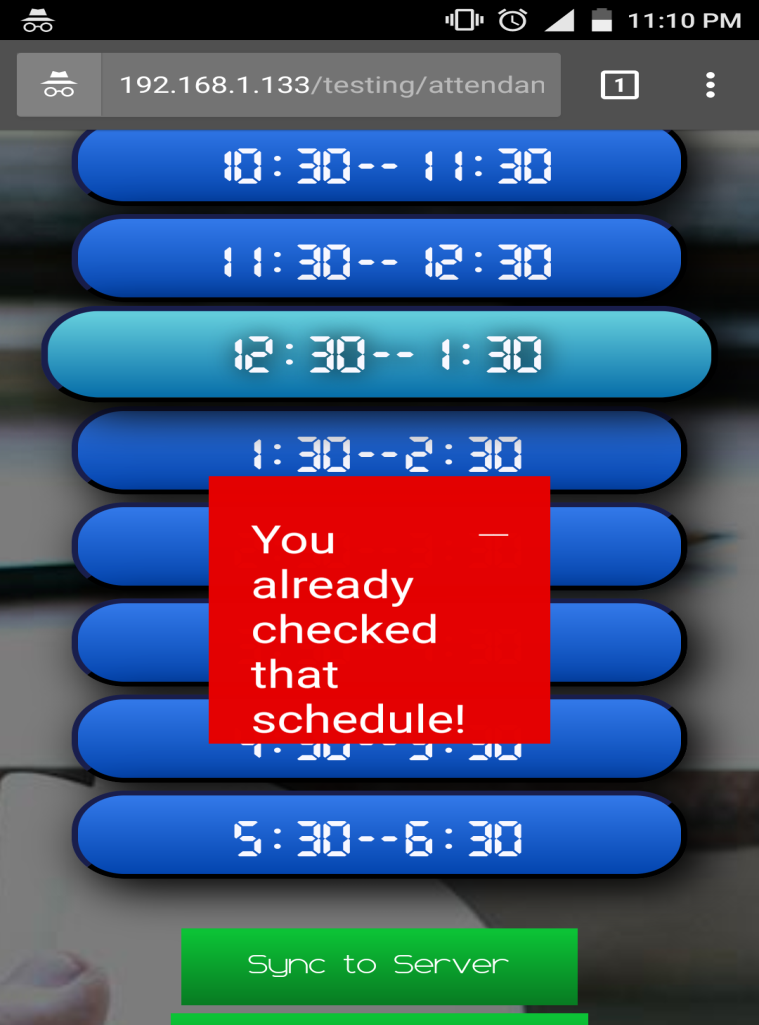 11:10 PM
192.168.1.133/testing/attendan
1
10:30-- 11:30
11:30-- 12:30
12:30-- 1:30
1:30--2:30
You
already
checked
that
schedule!
5:30--6:30
Sync to Server